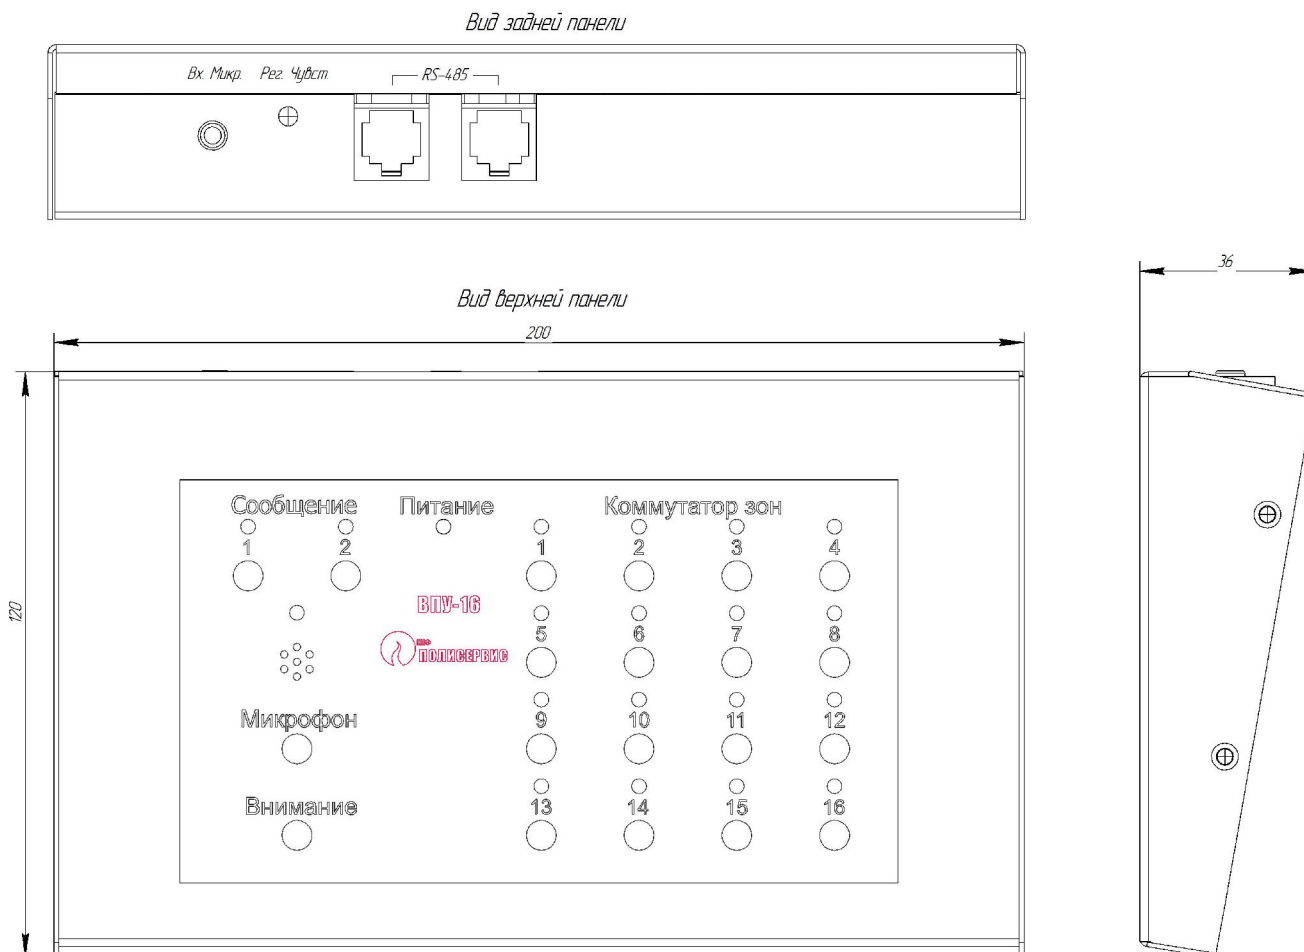 Вид задней панели
Вх. Микр. Рег. Чувст. RS-485
36
Вид верхней панели
200
120
Сообщение Питание Коммутатор зон
1 2 1 2 3 4
ВПУ-16
5 6 7 8
НПФ
ПОЛИСЕРВИС
Микрофон 9 10 11 12
Внимание 13 14 15 16